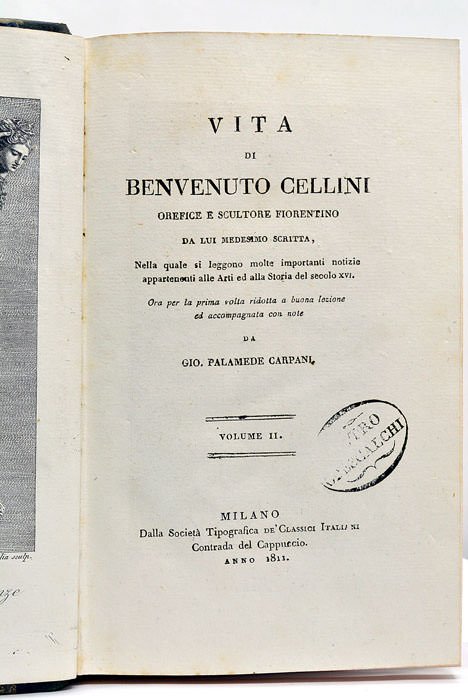 VITA
DI
BENVENUTO CELLINI
OREFICE E SCULTORE FIORENTINO
DA LUI MEDESIMO SCRITTA,
Nella quale si leggono molte importanti notizie
appartenenti alle Arti ed alla Storia del secolo XVI.
Ora per la prima volta ridotta a buona lezione
ed accompagnata con note
DA
GIO. PALAMEDE CARPANI.
VOLUME II.
MILANO
Dalla Società Tipografica DE' CLASSICI ITALIANI
Contrada del Cappuccio.
ANNO 1811.
sculp.